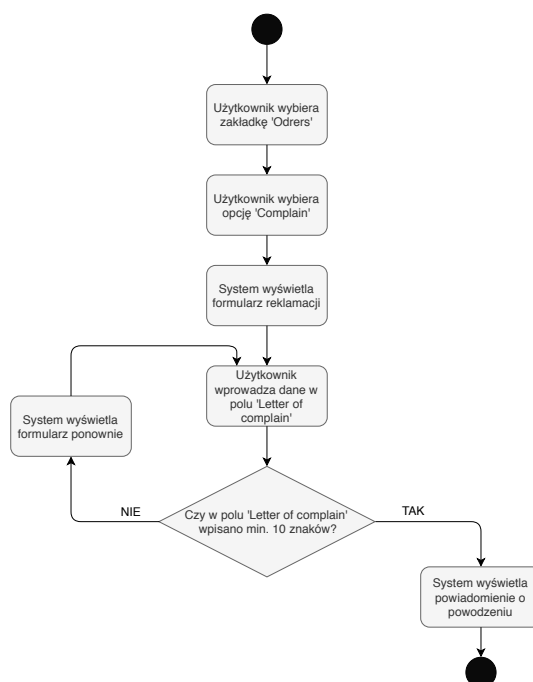 Użytkownik wybiera
zakładkę 'Odrers'
Użytkownik wybiera
opcję 'Complain'
System wyświetla
formularz reklamacji
Użytkownik
wprowadza dane w
polu 'Letter of
complain'
System wyświetla
formularz ponownie
NIE
Czy w polu 'Letter of complain'
wpisano min. 10 znaków?
TAK
System wyświetla
powiadomienie o
powodzeniu